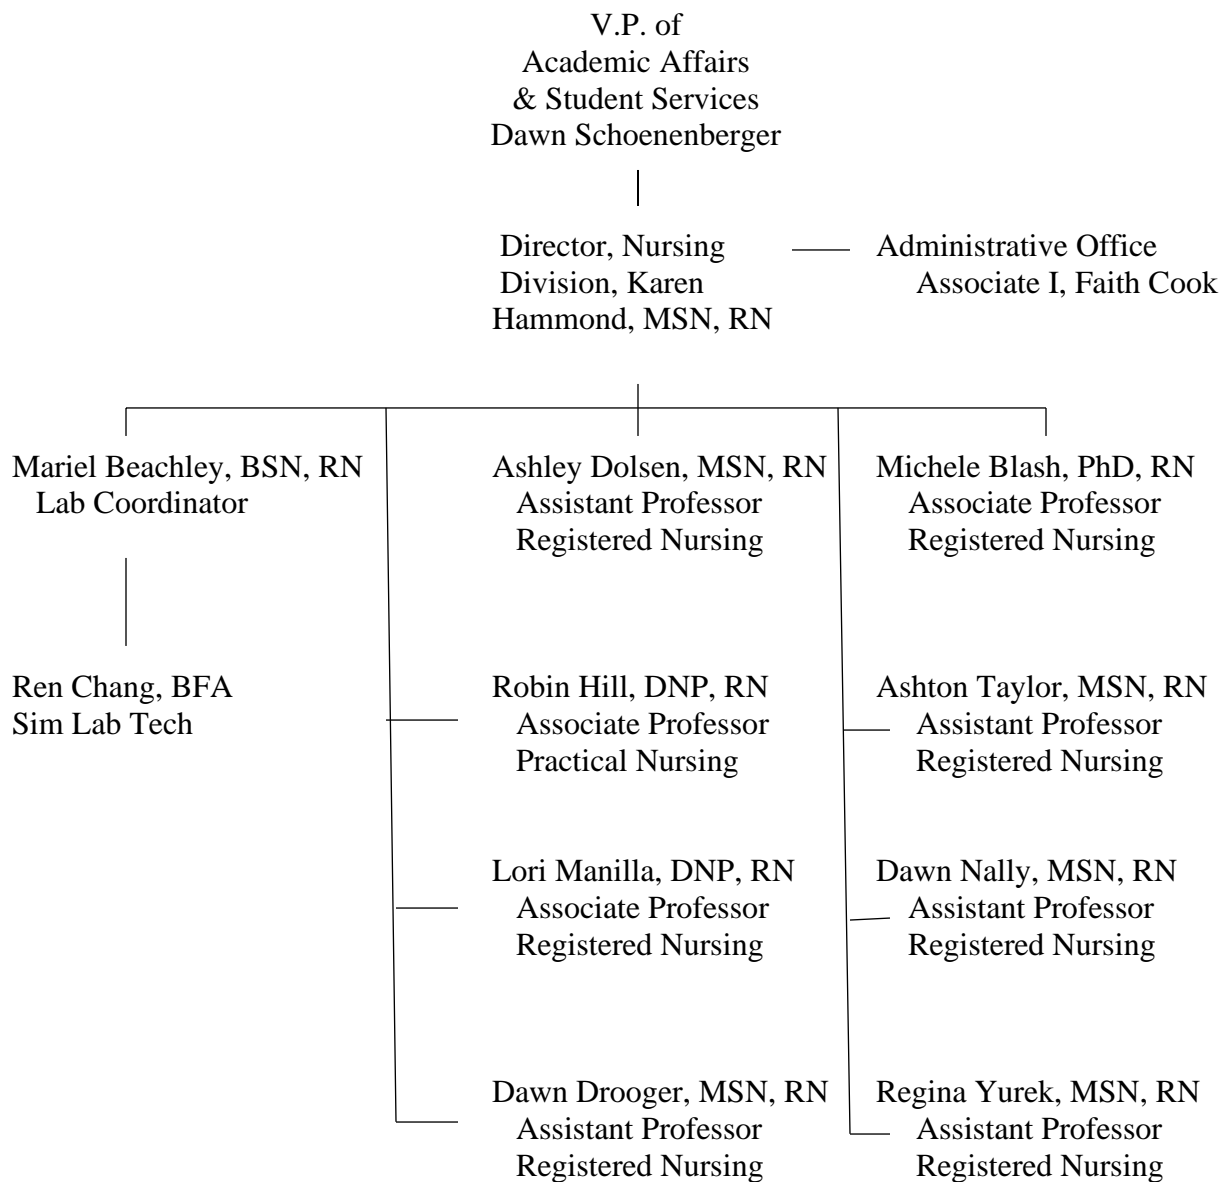 V.P. of
Academic Affairs
& Student Services
Dawn Schoenenberger
Director, Nursing
Division, Karen
Hammond, MSN, RN
Administrative Office
Associate I, Faith Cook
Mariel Beachley, BSN, RN
Lab Coordinator
Ashley Dolsen, MSN, RN
Assistant Professor
Registered Nursing
Michele Blash, PhD, RN
Associate Professor
Registered Nursing
Ren Chang, BFA
Sim Lab Tech
Robin Hill, DNP, RN
Associate Professor
Practical Nursing
Ashton Taylor, MSN, RN
Assistant Professor
Registered Nursing
Lori Manilla, DNP, RN
Associate Professor
Registered Nursing
Dawn Nally, MSN, RN
Assistant Professor
Registered Nursing
Dawn Drooger, MSN, RN
Assistant Professor
Registered Nursing
Regina Yurek, MSN, RN
Assistant Professor
Registered Nursing